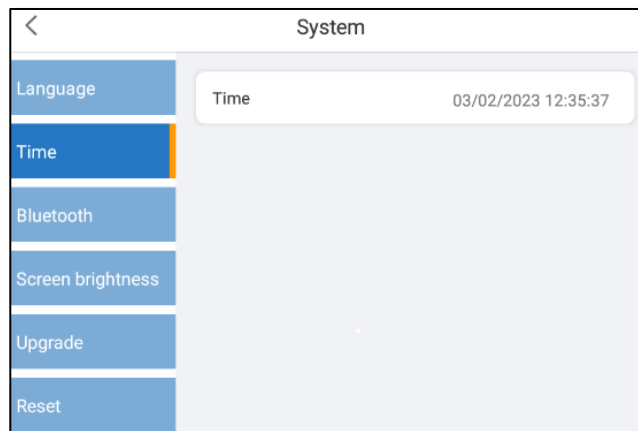 System
Language
Time
Bluetooth
Screen brightness
Upgrade
Reset
Time 03/02/2023 12:35:37